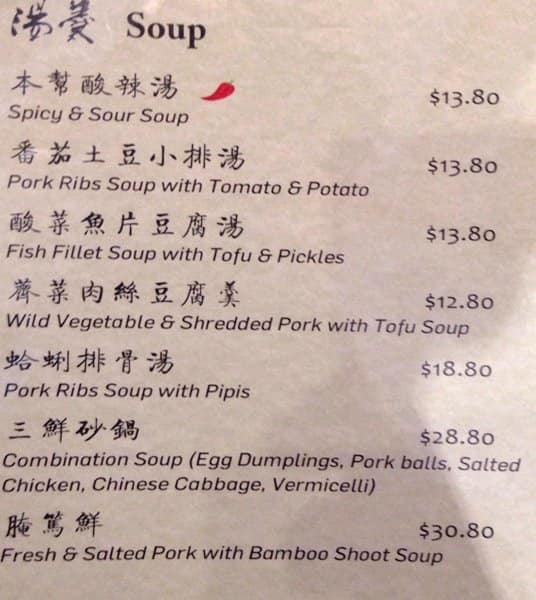 湯羹 Soup
本幫酸辣湯
$13.80
Spicy & Sour Soup
番茄土豆小排湯
$13.80
Pork Ribs Soup with Tomato & Potato
酸菜魚片豆腐湯
$13.80
Fish Fillet Soup with Tofu & Pickles
薺菜肉絲豆腐羹
$12.80
Wild Vegetable & Shredded Pork with Tofu Soup
蛤蜊排骨湯
$18.80
Pork Ribs Soup with Pipis
三鮮砂鍋
$28.80
Combination Soup (Egg Dumplings, Pork balls, Salted
Chicken, Chinese Cabbage, Vermicelli)
腌篤鮮
$30.80
Fresh & Salted Pork with Bamboo Shoot Soup